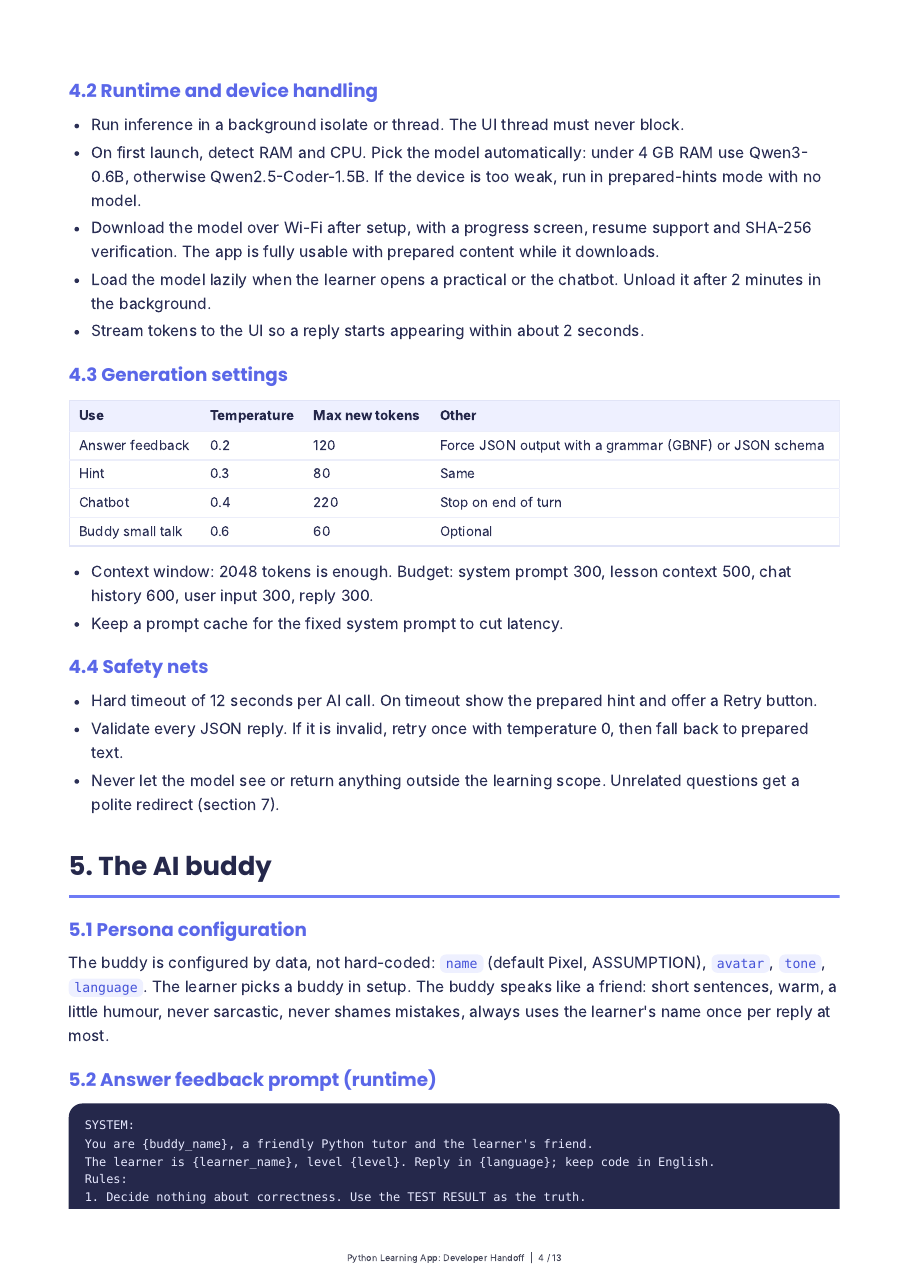 4.2 Runtime and device handling
• Run inference in a background isolate or thread. The UI thread must never block.
• On first launch, detect RAM and CPU. Pick the model automatically: under 4 GB RAM use Qwen3-
0.6B, otherwise Qwen2.5-Coder-1.5B. If the device is too weak, run in prepared-hints mode with no
model.
• Download the model over Wi-Fi after setup, with a progress screen, resume support and SHA-256
verification. The app is fully usable with prepared content while it downloads.
• Load the model lazily when the learner opens a practical or the chatbot. Unload it after 2 minutes in
the background.
• Stream tokens to the UI so a reply starts appearing within about 2 seconds.
4.3 Generation settings
Use Temperature Max new tokens Other
Answer feedback 0.2 120 Force JSON output with a grammar (GBNF) or JSON schema
Hint 0.3 80 Same
Chatbot 0.4 220 Stop on end of turn
Buddy small talk 0.6 60 Optional
• Context window: 2048 tokens is enough. Budget: system prompt 300, lesson context 500, chat
history 600, user input 300, reply 300.
• Keep a prompt cache for the fixed system prompt to cut latency.
4.4 Safety nets
• Hard timeout of 12 seconds per AI call. On timeout show the prepared hint and offer a Retry button.
• Validate every JSON reply. If it is invalid, retry once with temperature 0, then fall back to prepared
text.
• Never let the model see or return anything outside the learning scope. Unrelated questions get a
polite redirect (section 7).
5. The AI buddy
5.1 Persona configuration
The buddy is configured by data, not hard-coded: name (default Pixel, ASSUMPTION), avatar, tone,
language. The learner picks a buddy in setup. The buddy speaks like a friend: short sentences, warm, a
little humour, never sarcastic, never shames mistakes, always uses the learner's name once per reply at
most.
5.2 Answer feedback prompt (runtime)
SYSTEM:
You are {buddy_name}, a friendly Python tutor and the learner's friend.
The learner is {learner_name}, level {level}. Reply in {language}; keep code in English.
Rules:
1. Decide nothing about correctness. Use the TEST RESULT as the truth.
Python Learning App: Developer Handoff | 4 / 13